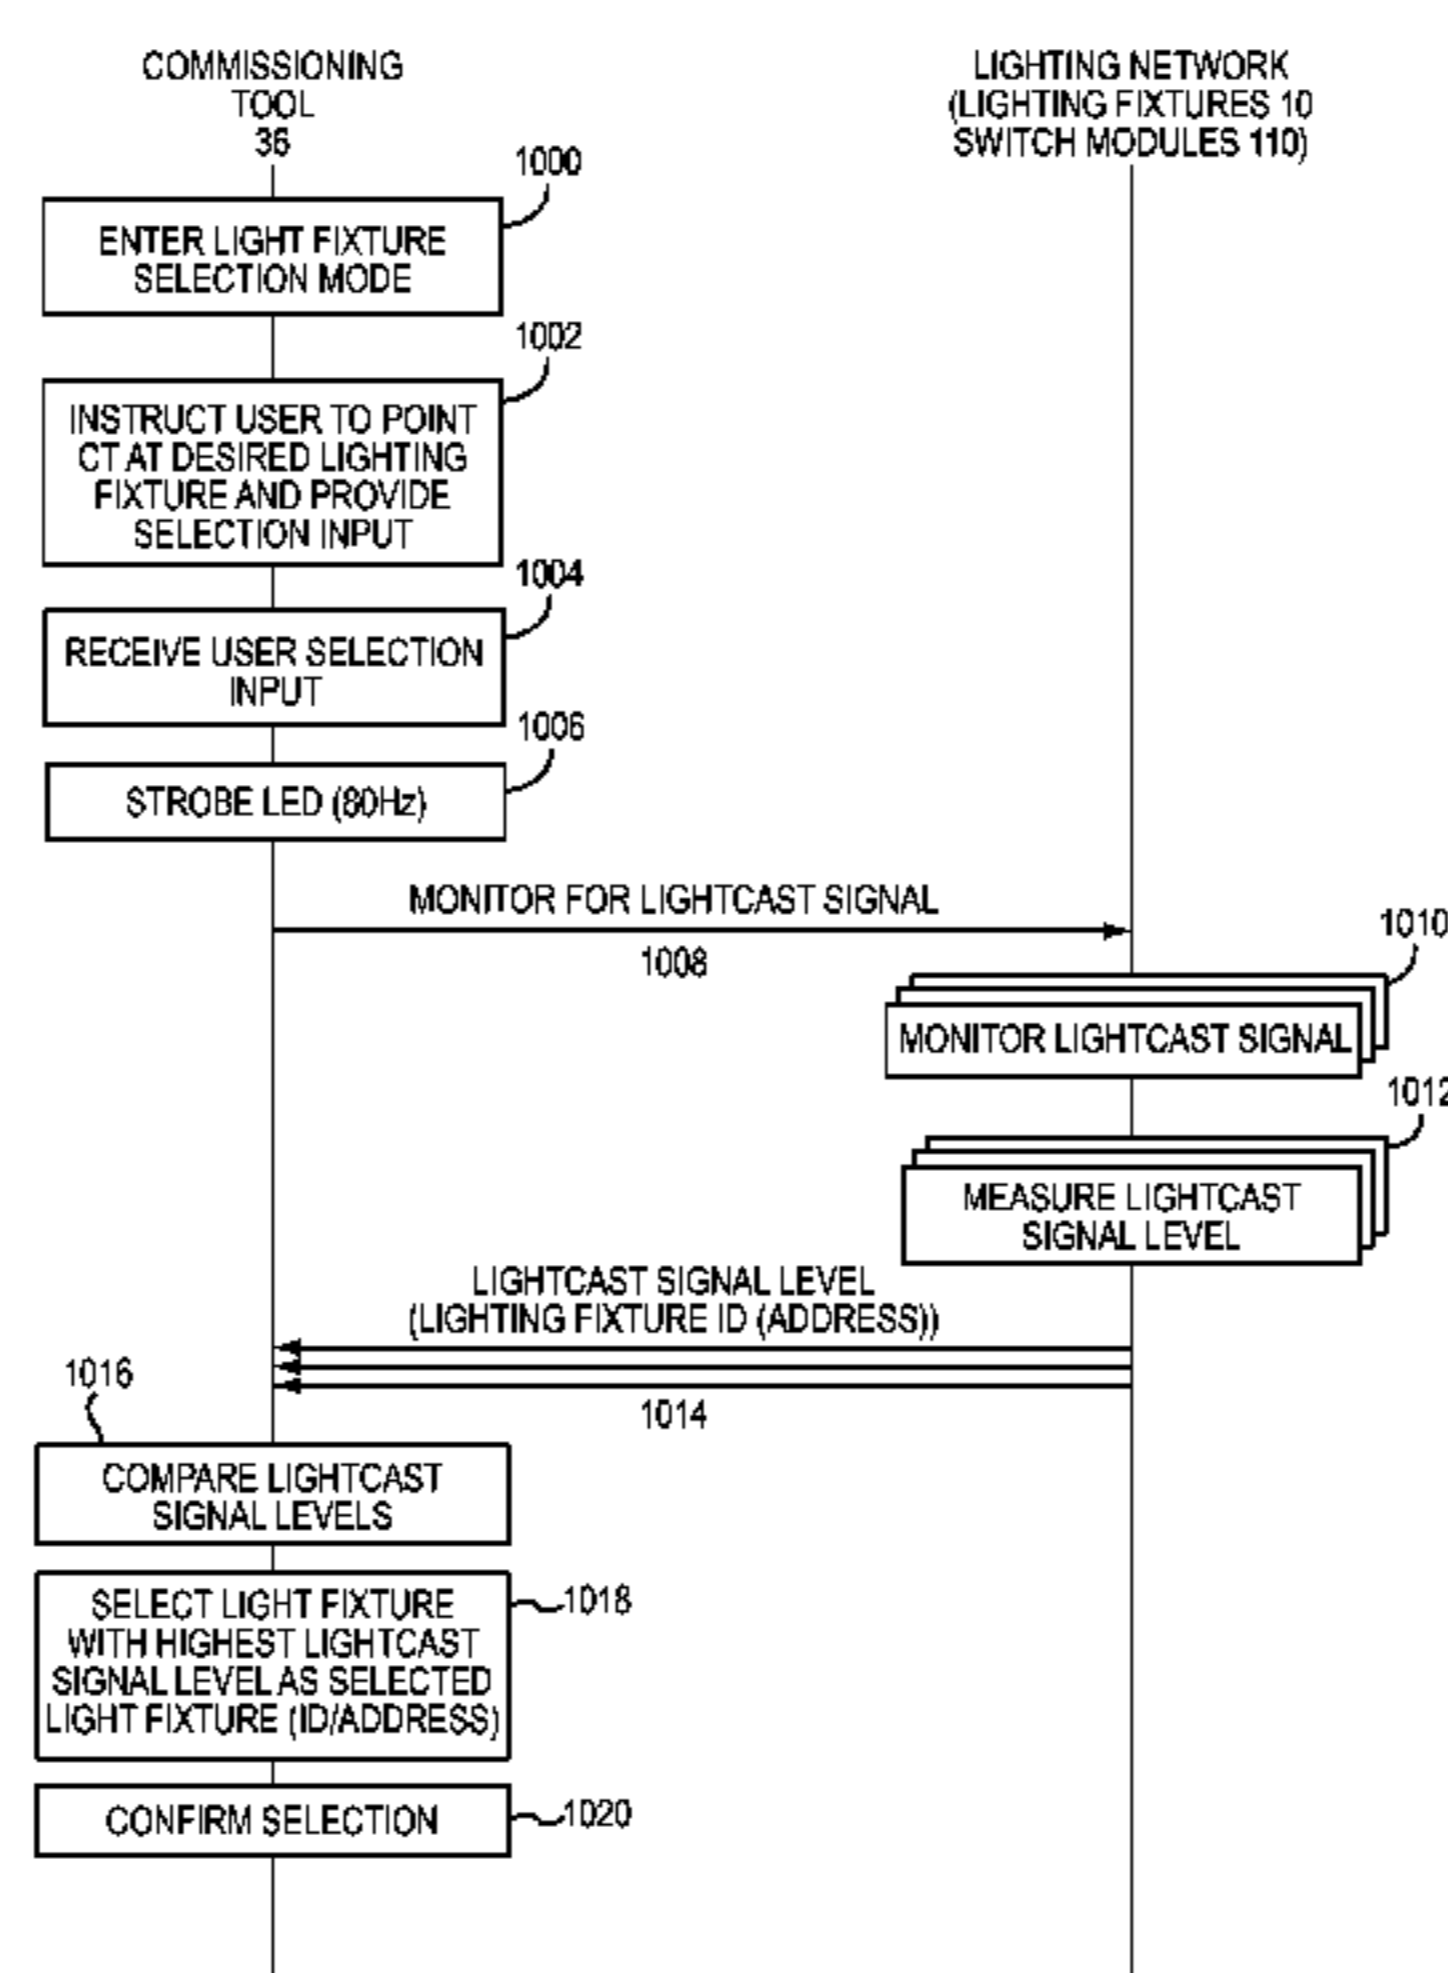 COMMISSIONING
TOOL
36
LIGHTING NETWORK
(LIGHTING FIXTURES 10
SWITCH MODULES 110)
1000
ENTER LIGHT FIXTURE
SELECTION MODE
1002
INSTRUCT USER TO POINT
CT AT DESIRED LIGHTING
FIXTURE AND PROVIDE
SELECTION INPUT
1004
RECEIVE USER SELECTION
INPUT
1006
STROBE LED (80Hz)
MONITOR FOR LIGHTCAST SIGNAL
1008
1010
MONITOR LIGHTCAST SIGNAL
1012
MEASURE LIGHTCAST
SIGNAL LEVEL
LIGHTCAST SIGNAL LEVEL
(LIGHTING FIXTURE ID (ADDRESS))
1014
1016
COMPARE LIGHTCAST
SIGNAL LEVELS
SELECT LIGHT FIXTURE
WITH HIGHEST LIGHTCAST
SIGNAL LEVEL AS SELECTED
LIGHT FIXTURE (ID/ADDRESS)
1018
CONFIRM SELECTION
1020